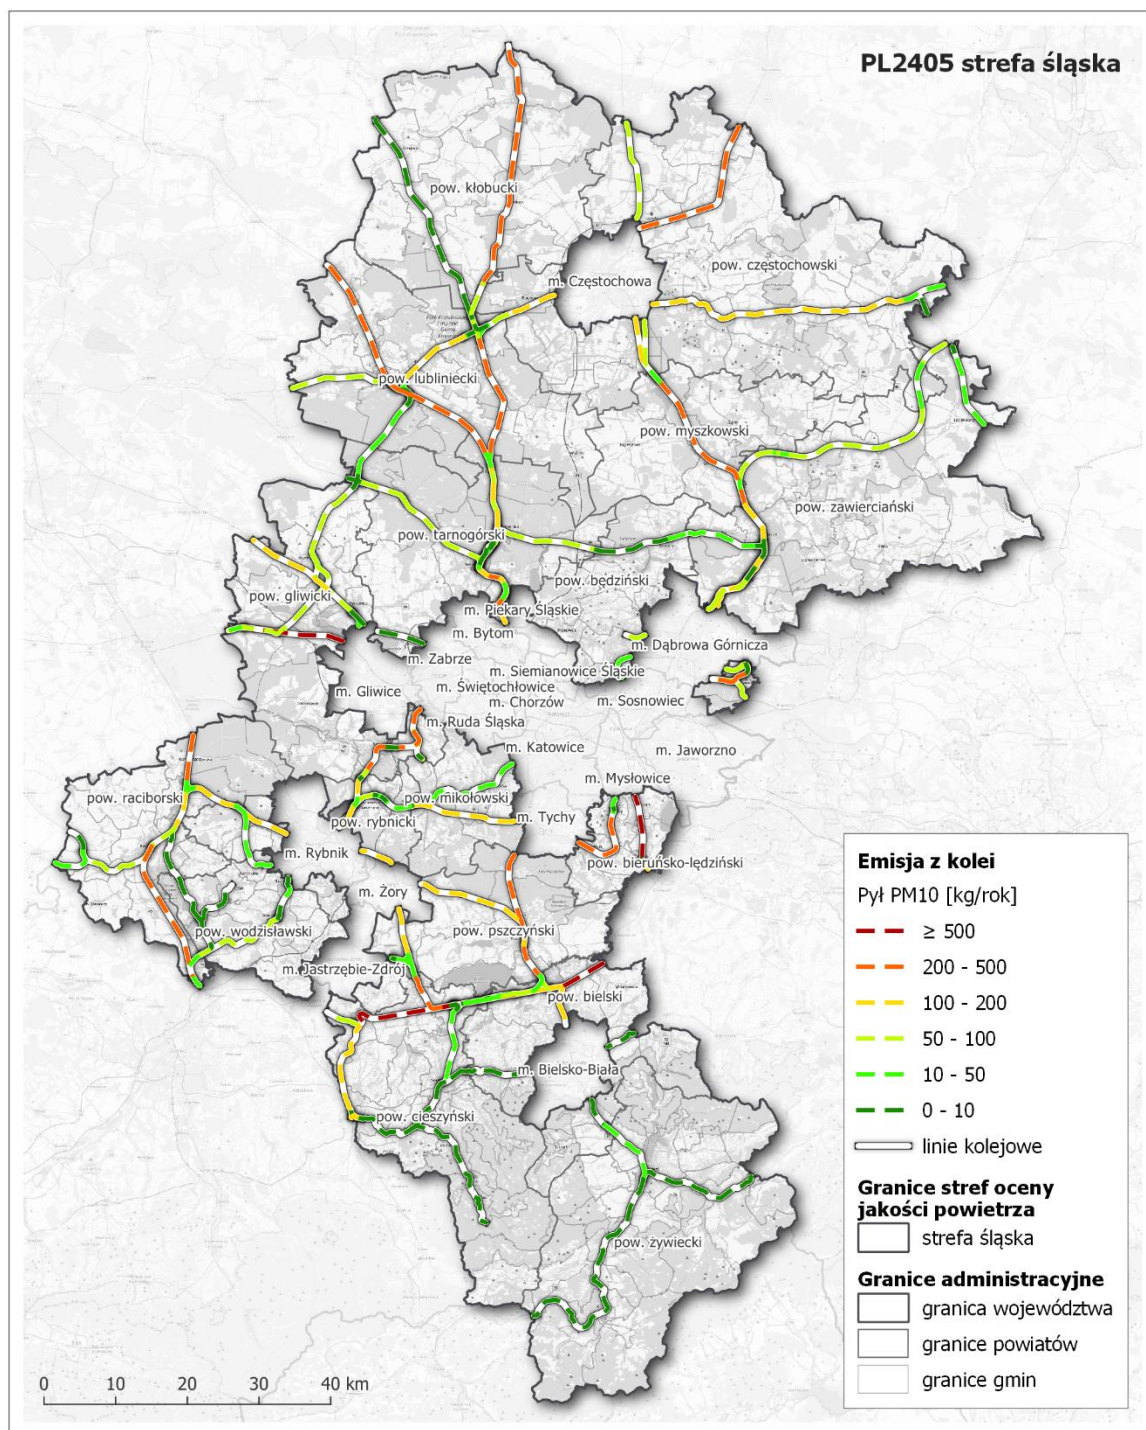 PL2405 strefa śląska
pow. kłobucki
pow. częstochowski
m. Częstochowa
pow. lubliniecki
pow. myszkowski
pow. zawierciański
pow. tarnogórski
pow. będziński
pow. gliwicki
m. Piekary Śląskie
m. Bytom
m. Dąbrowa Górnicza
m. Zabrze
m. Siemianowice Śląskie
m. Gliwice
m. Świętochłowice
m. Chorzów
m. Sosnowiec
m. Ruda Śląska
m. Katowice
m. Jaworzno
m. Mysłowice
pow. raciborski
pow. mikołowski
pow. rybnicki
m. Tychy
m. Rybnik
pow. bieruńsko-lędziński
m. Żory
pow. wodzisławski
pow. pszczyński
m. Jastrzębie-Zdrój
pow. bielski
m. Bielsko-Biała
pow. cieszyński
pow. żywiecki
Emisja z kolei
Pył PM10 [kg/rok]
≥ 500
200 - 500
100 - 200
50 - 100
10 - 50
0 - 10
linie kolejowe
Granice stref oceny
jakości powietrza
strefa śląska
Granice administracyjne
granica województwa
granice powiatów
granice gmin
0 10 20 30 40 km